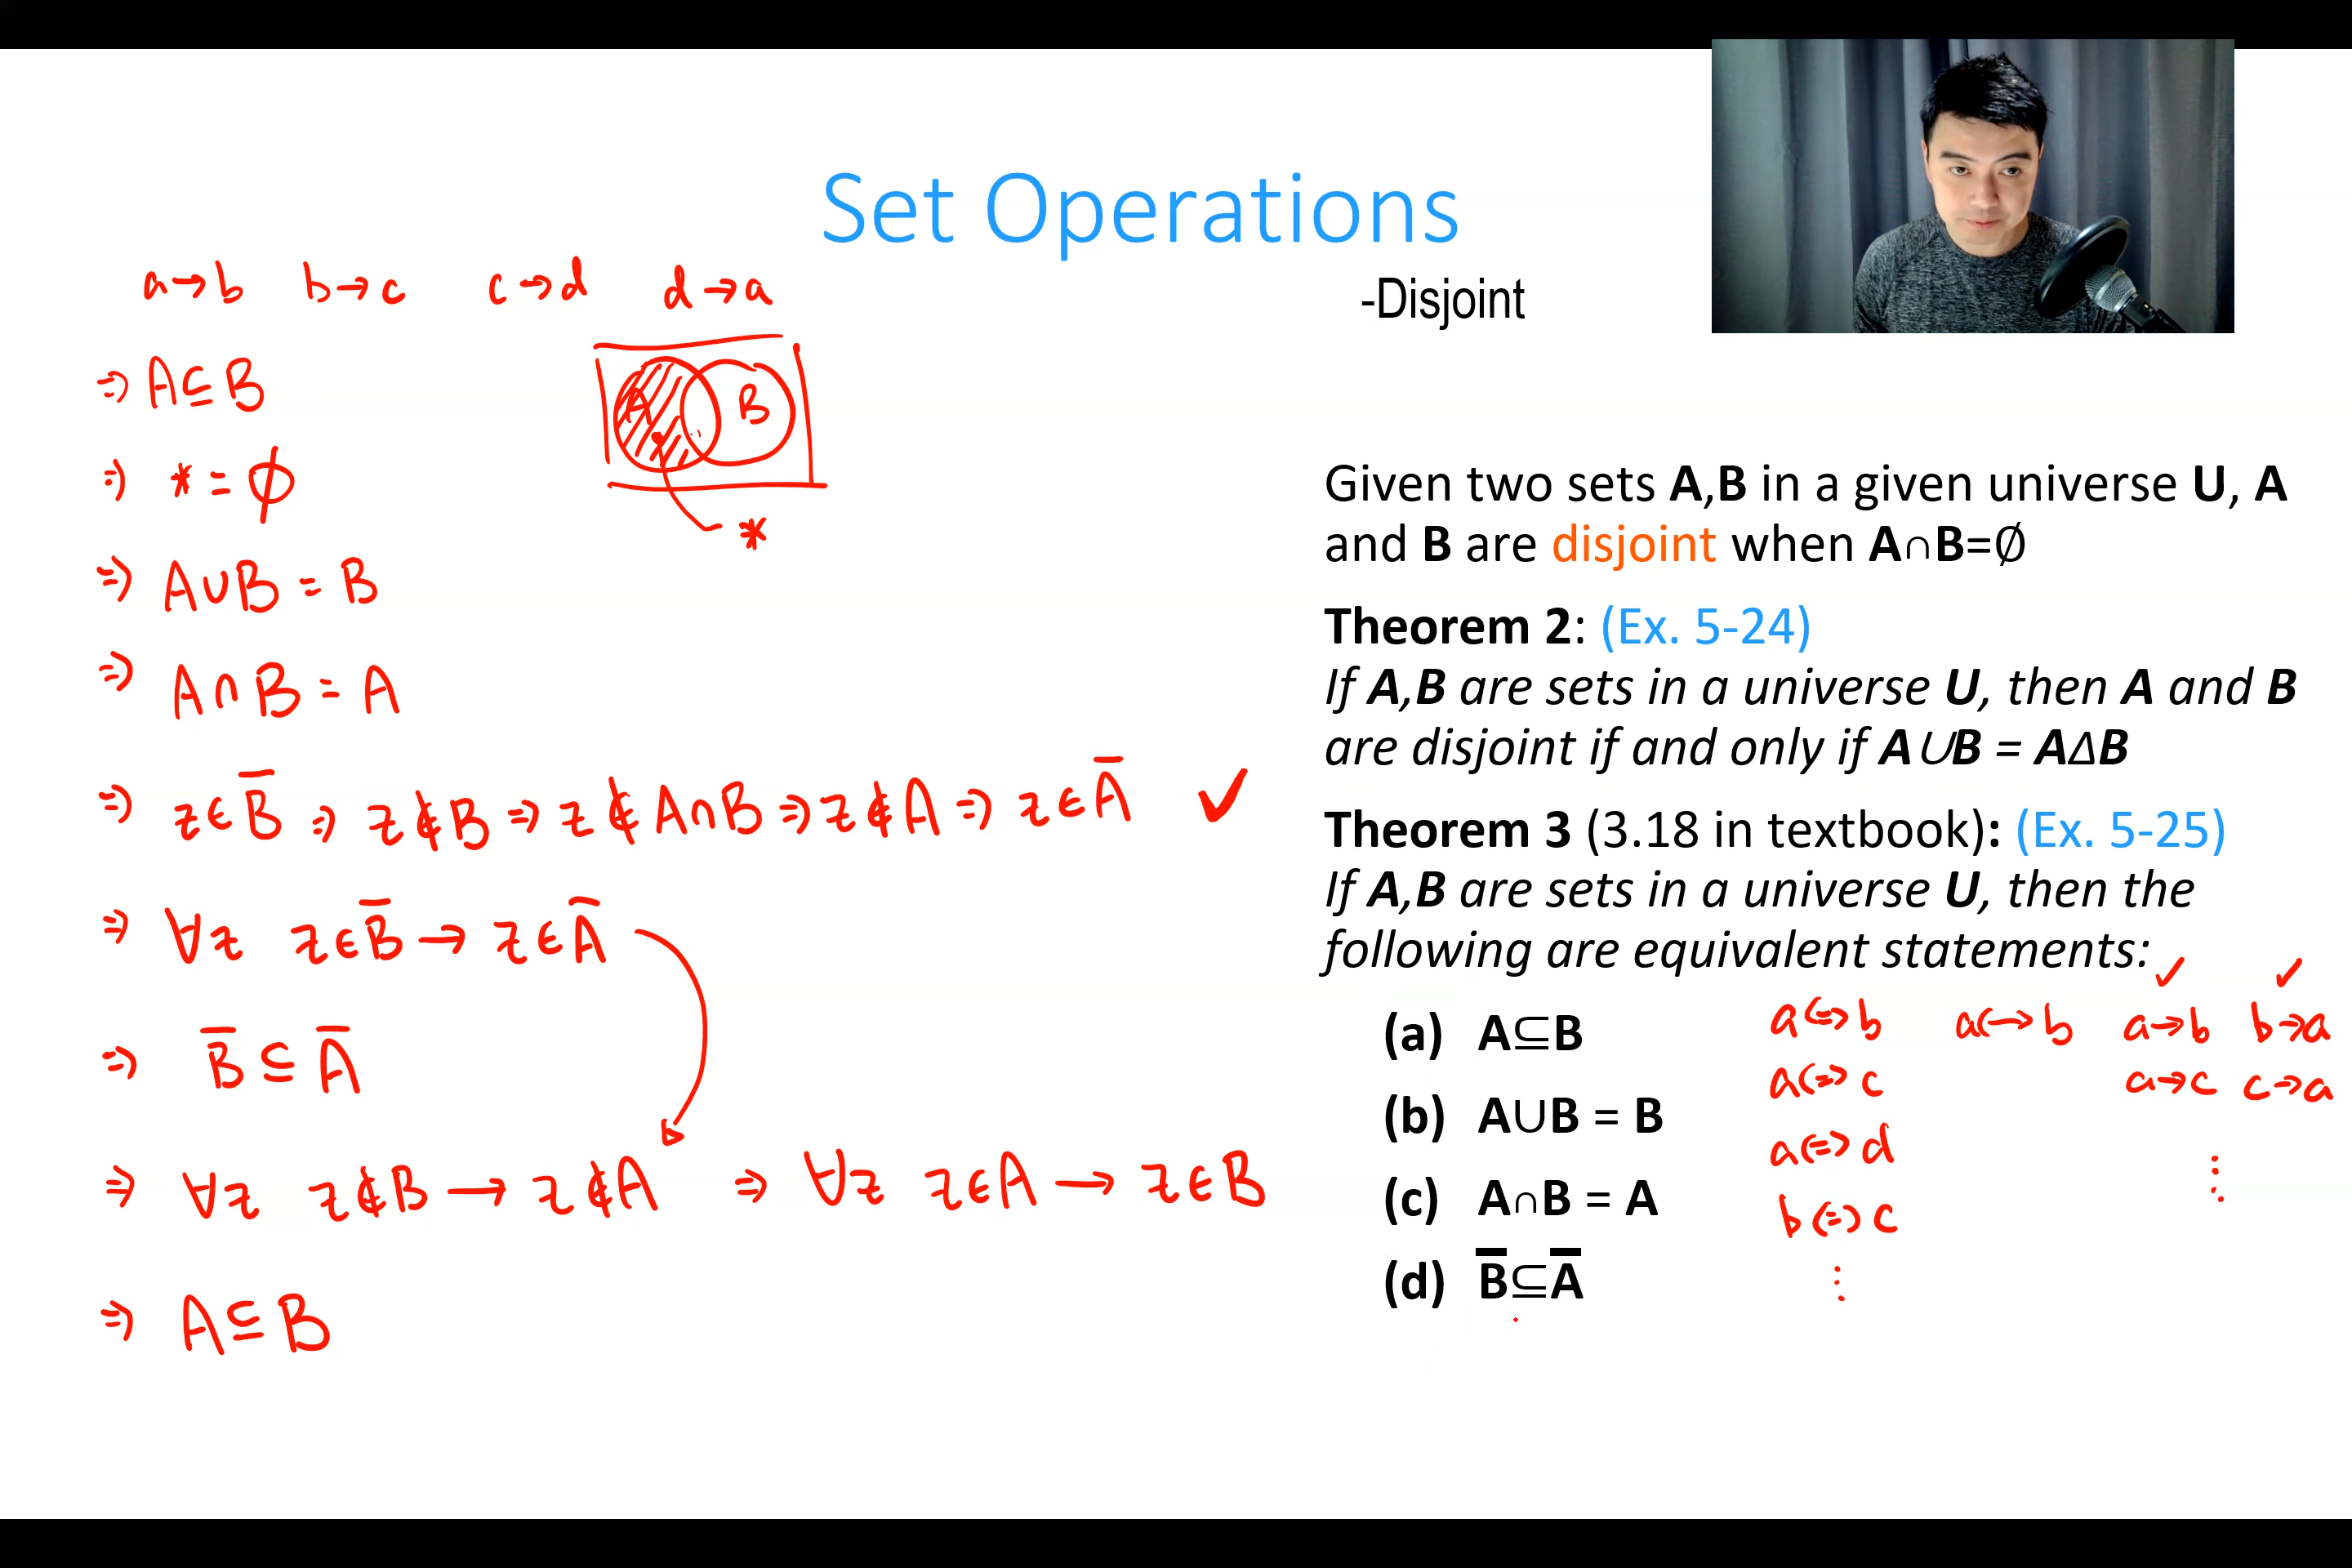 Set Operations
-Disjoint
a→b b→c c→d d→a
⇒ A⊆B
A B
⇒ * = ∅
*
⇒ A∪B = B
⇒ A∩B = A
⇒ z∈B̅ ⇒ z∉B ⇒ z∉A∩B ⇒ z∉A ⇒ z∈A̅ ✓
⇒ ∀z z∈B̅ → z∈A̅
⇒ B̅ ⊆ A̅
⇒ ∀z z∉B → z∉A ⇒ ∀z z∈A → z∈B
⇒ A⊆B
Given two sets A,B in a given universe U, A
and B are disjoint when A∩B=∅
Theorem 2: (Ex. 5-24)
If A,B are sets in a universe U, then A and B
are disjoint if and only if A∪B = AΔB
Theorem 3 (3.18 in textbook): (Ex. 5-25)
If A,B are sets in a universe U, then the
following are equivalent statements:
✓ ✓
(a) A⊆B
a⇔b a↔b a→b b→a
a⇔c a→c c→a
(b) A∪B = B
a⇔d
⋮
(c) A∩B = A
b⇔c
(d) B̅⊆A̅
⋮